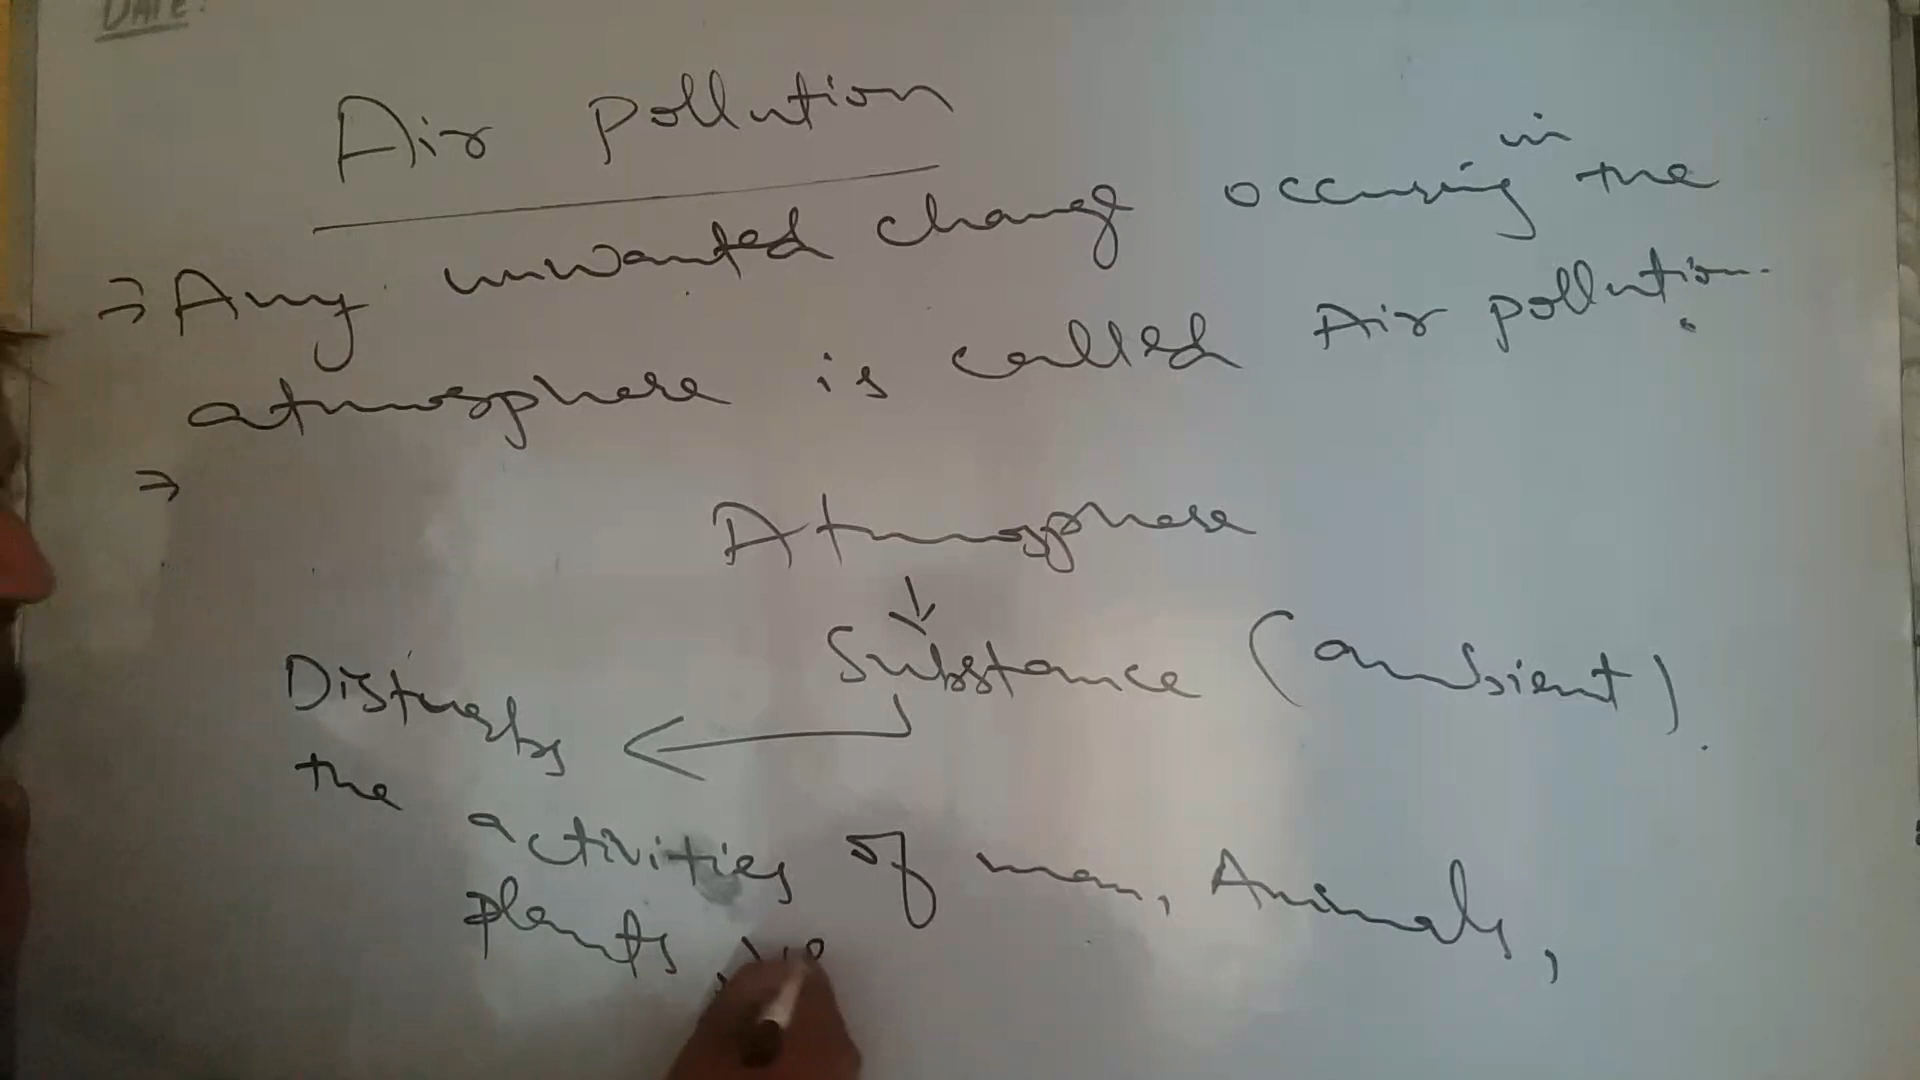 DATE:
Air pollution
⇒ Any unwanted change occuring in the
atmosphere is called Air pollution.
⇒
Atmosphere
↓
Substance (ambient).
Disturbs
the activities of man, Animals,
plants,